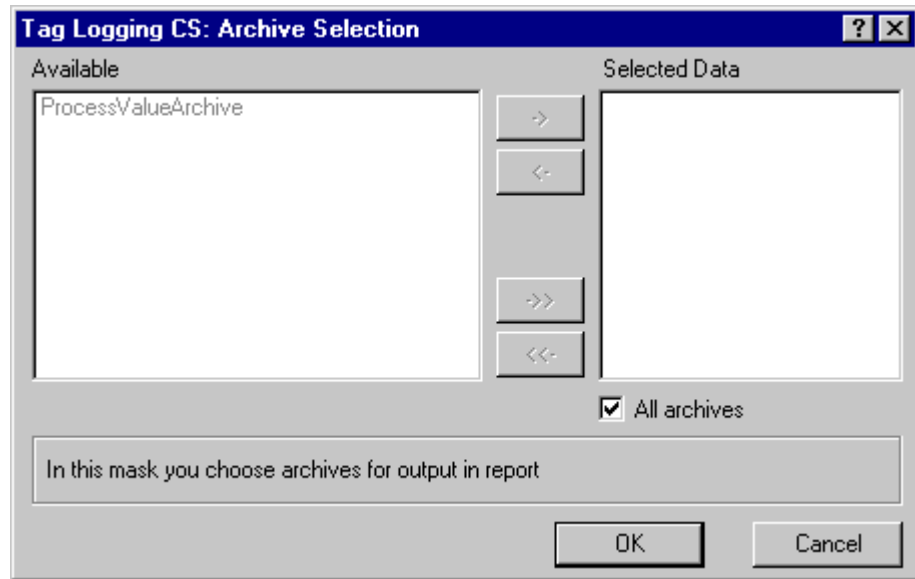 Tag Logging CS: Archive Selection
Available
Selected Data
ProcessValueArchive
->
<-
->>
<<-
All archives
In this mask you choose archives for output in report
OK
Cancel